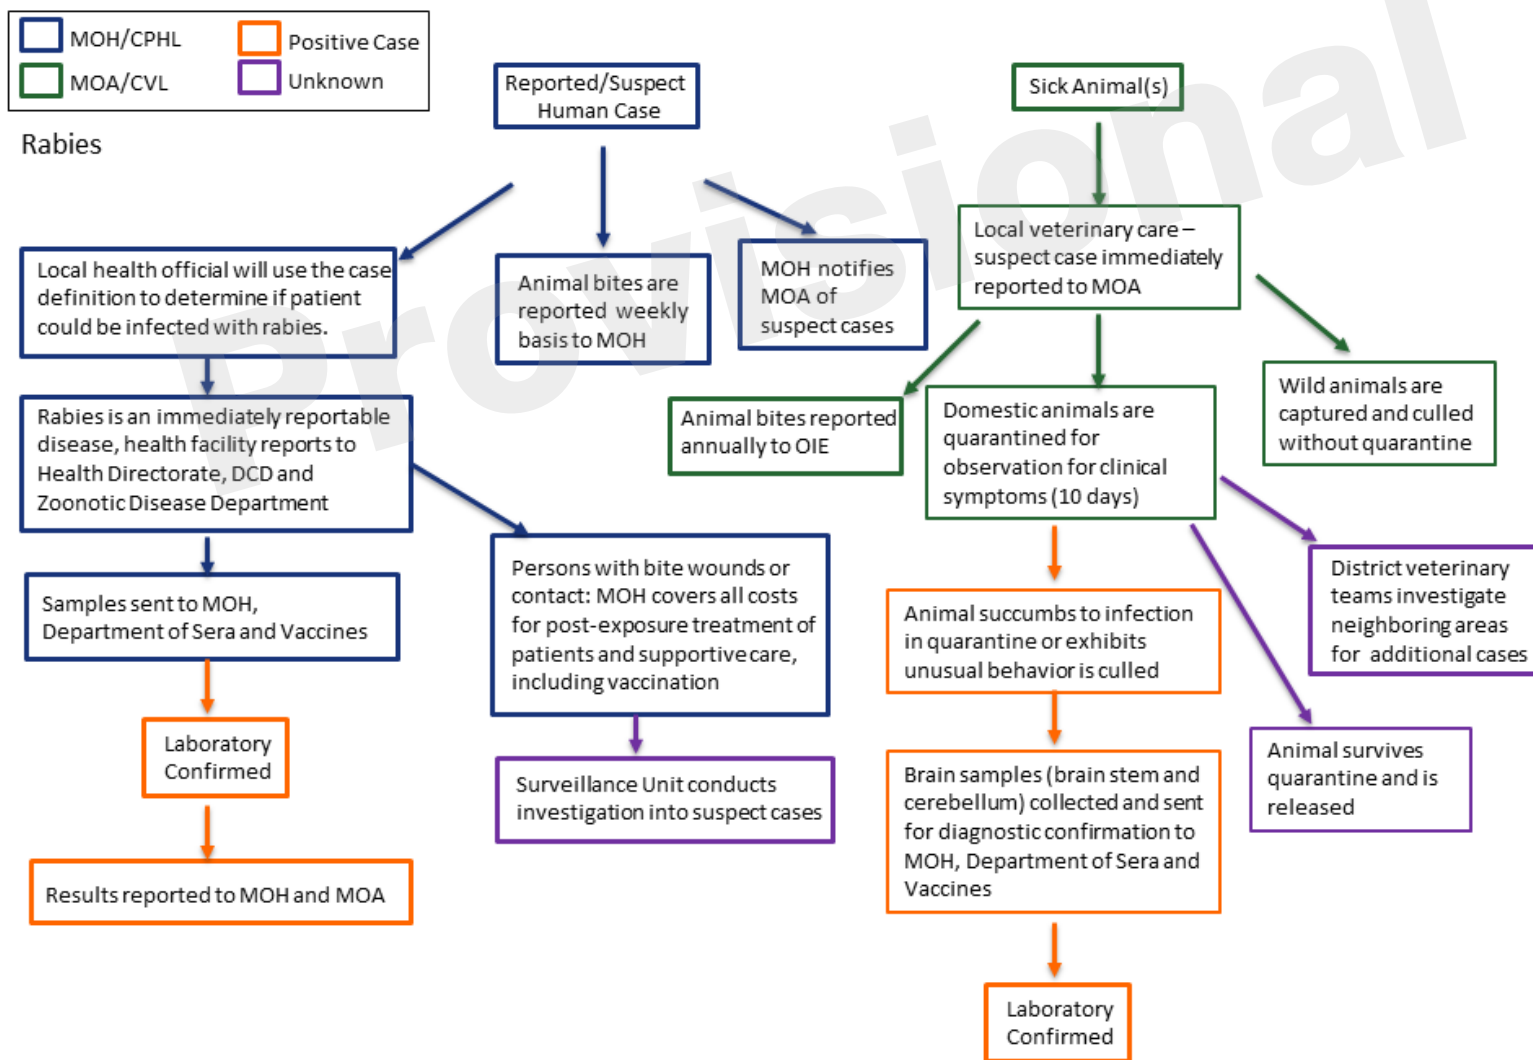 MOH/CPHL
Positive Case
MOA/CVL
Unknown
Rabies
Provisional
Reported/Suspect
Human Case
Sick Animal(s)
Local health official will use the case
definition to determine if patient
could be infected with rabies.
Animal bites are
reported weekly
basis to MOH
MOH notifies
MOA of
suspect cases
Local veterinary care –
suspect case immediately
reported to MOA
Rabies is an immediately reportable
disease, health facility reports to
Health Directorate, DCD and
Zoonotic Disease Department
Animal bites reported
annually to OIE
Domestic animals are
quarantined for
observation for clinical
symptoms (10 days)
Wild animals are
captured and culled
without quarantine
Samples sent to MOH,
Department of Sera and Vaccines
Persons with bite wounds or
contact: MOH covers all costs
for post-exposure treatment of
patients and supportive care,
including vaccination
Animal succumbs to infection
in quarantine or exhibits
unusual behavior is culled
District veterinary
teams investigate
neighboring areas
for additional cases
Laboratory
Confirmed
Surveillance Unit conducts
investigation into suspect cases
Brain samples (brain stem and
cerebellum) collected and sent
for diagnostic confirmation to
MOH, Department of Sera and
Vaccines
Animal survives
quarantine and is
released
Results reported to MOH and MOA
Laboratory
Confirmed